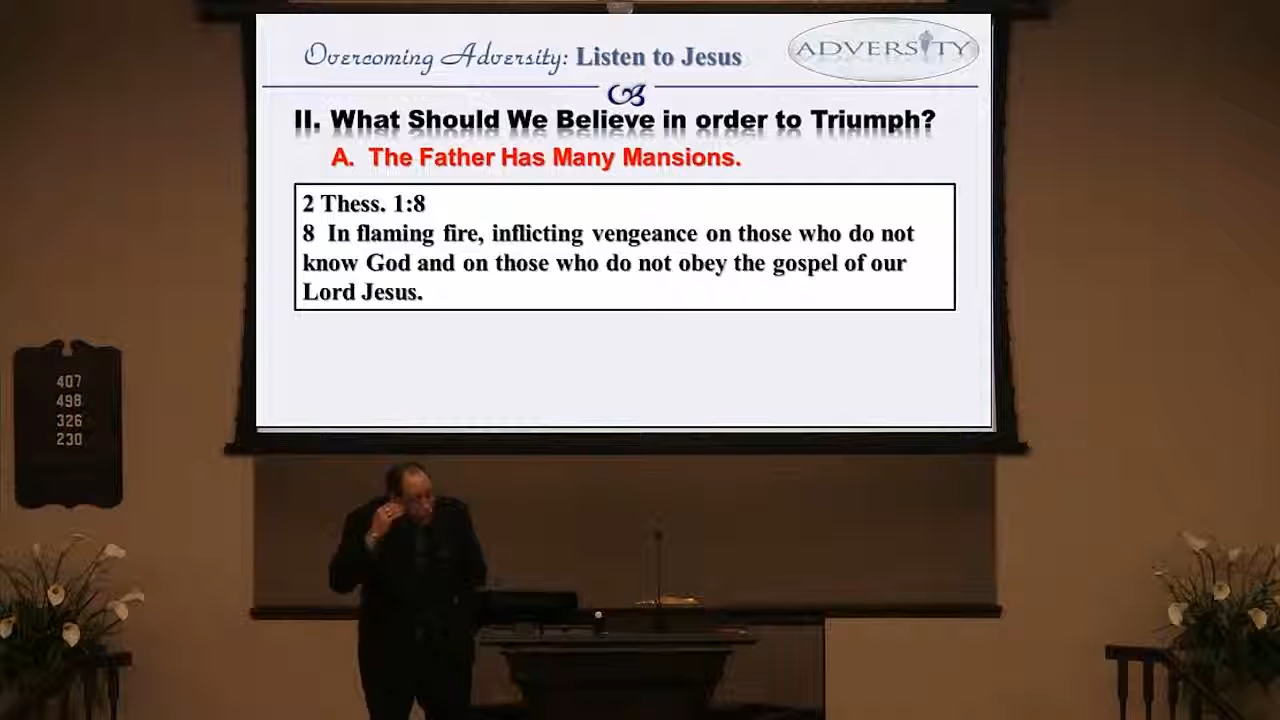 Overcoming Adversity: Listen to Jesus
ADVERSITY
II. What Should We Believe in order to Triumph?
A. The Father Has Many Mansions.
2 Thess. 1:8
8 In flaming fire, inflicting vengeance on those who do not
know God and on those who do not obey the gospel of our
Lord Jesus.
407
498
326
230